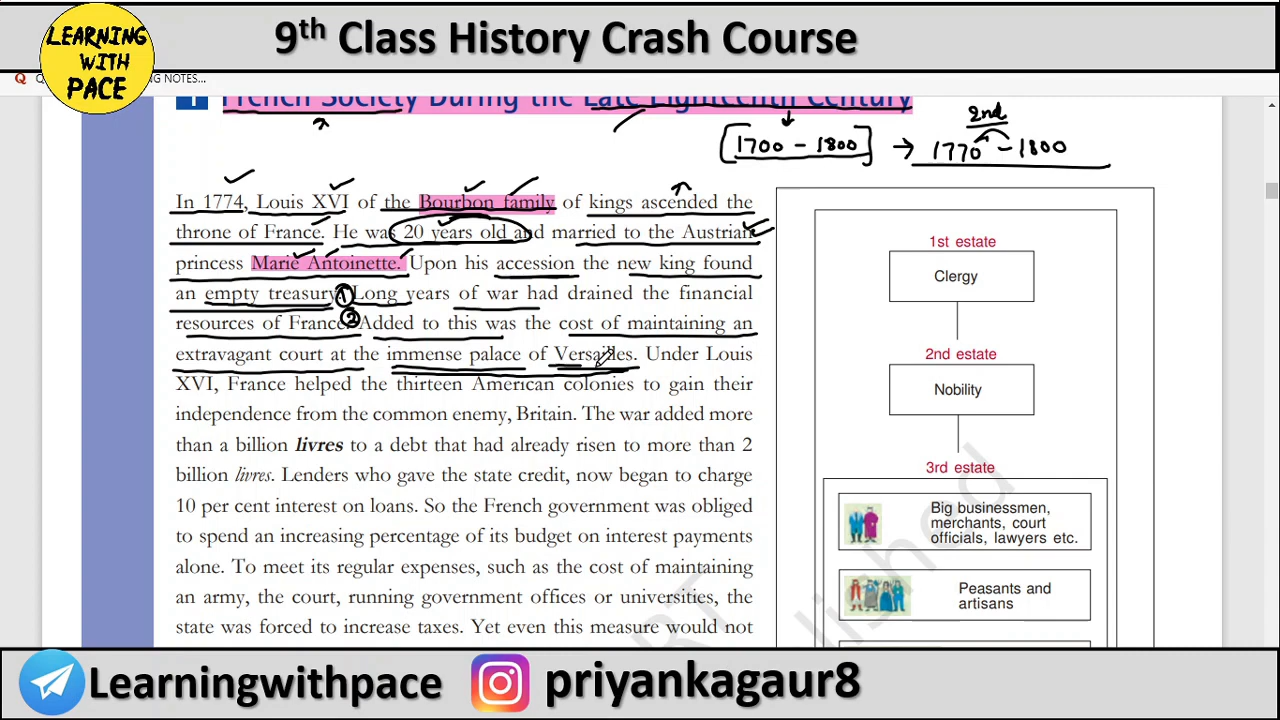 LEARNING
WITH
PACE
9th Class History Crash Course
NOTES...
French Society During the Late Eighteenth Century
2nd
[1700 - 1800] → 1770 - 1800
In 1774, Louis XVI of the Bourbon family of kings ascended the
throne of France. He was 20 years old and married to the Austrian
princess Marie Antoinette. Upon his accession the new king found
an empty treasury. ① Long years of war had drained the financial
resources of France. ② Added to this was the cost of maintaining an
extravagant court at the immense palace of Versailles. Under Louis
XVI, France helped the thirteen American colonies to gain their
independence from the common enemy, Britain. The war added more
than a billion livres to a debt that had already risen to more than 2
billion livres. Lenders who gave the state credit, now began to charge
10 per cent interest on loans. So the French government was obliged
to spend an increasing percentage of its budget on interest payments
alone. To meet its regular expenses, such as the cost of maintaining
an army, the court, running government offices or universities, the
state was forced to increase taxes. Yet even this measure would not
1st estate
Clergy
2nd estate
Nobility
3rd estate
Big businessmen,
merchants, court
officials, lawyers etc.
Peasants and
artisans
Learningwithpace
priyankagaur8